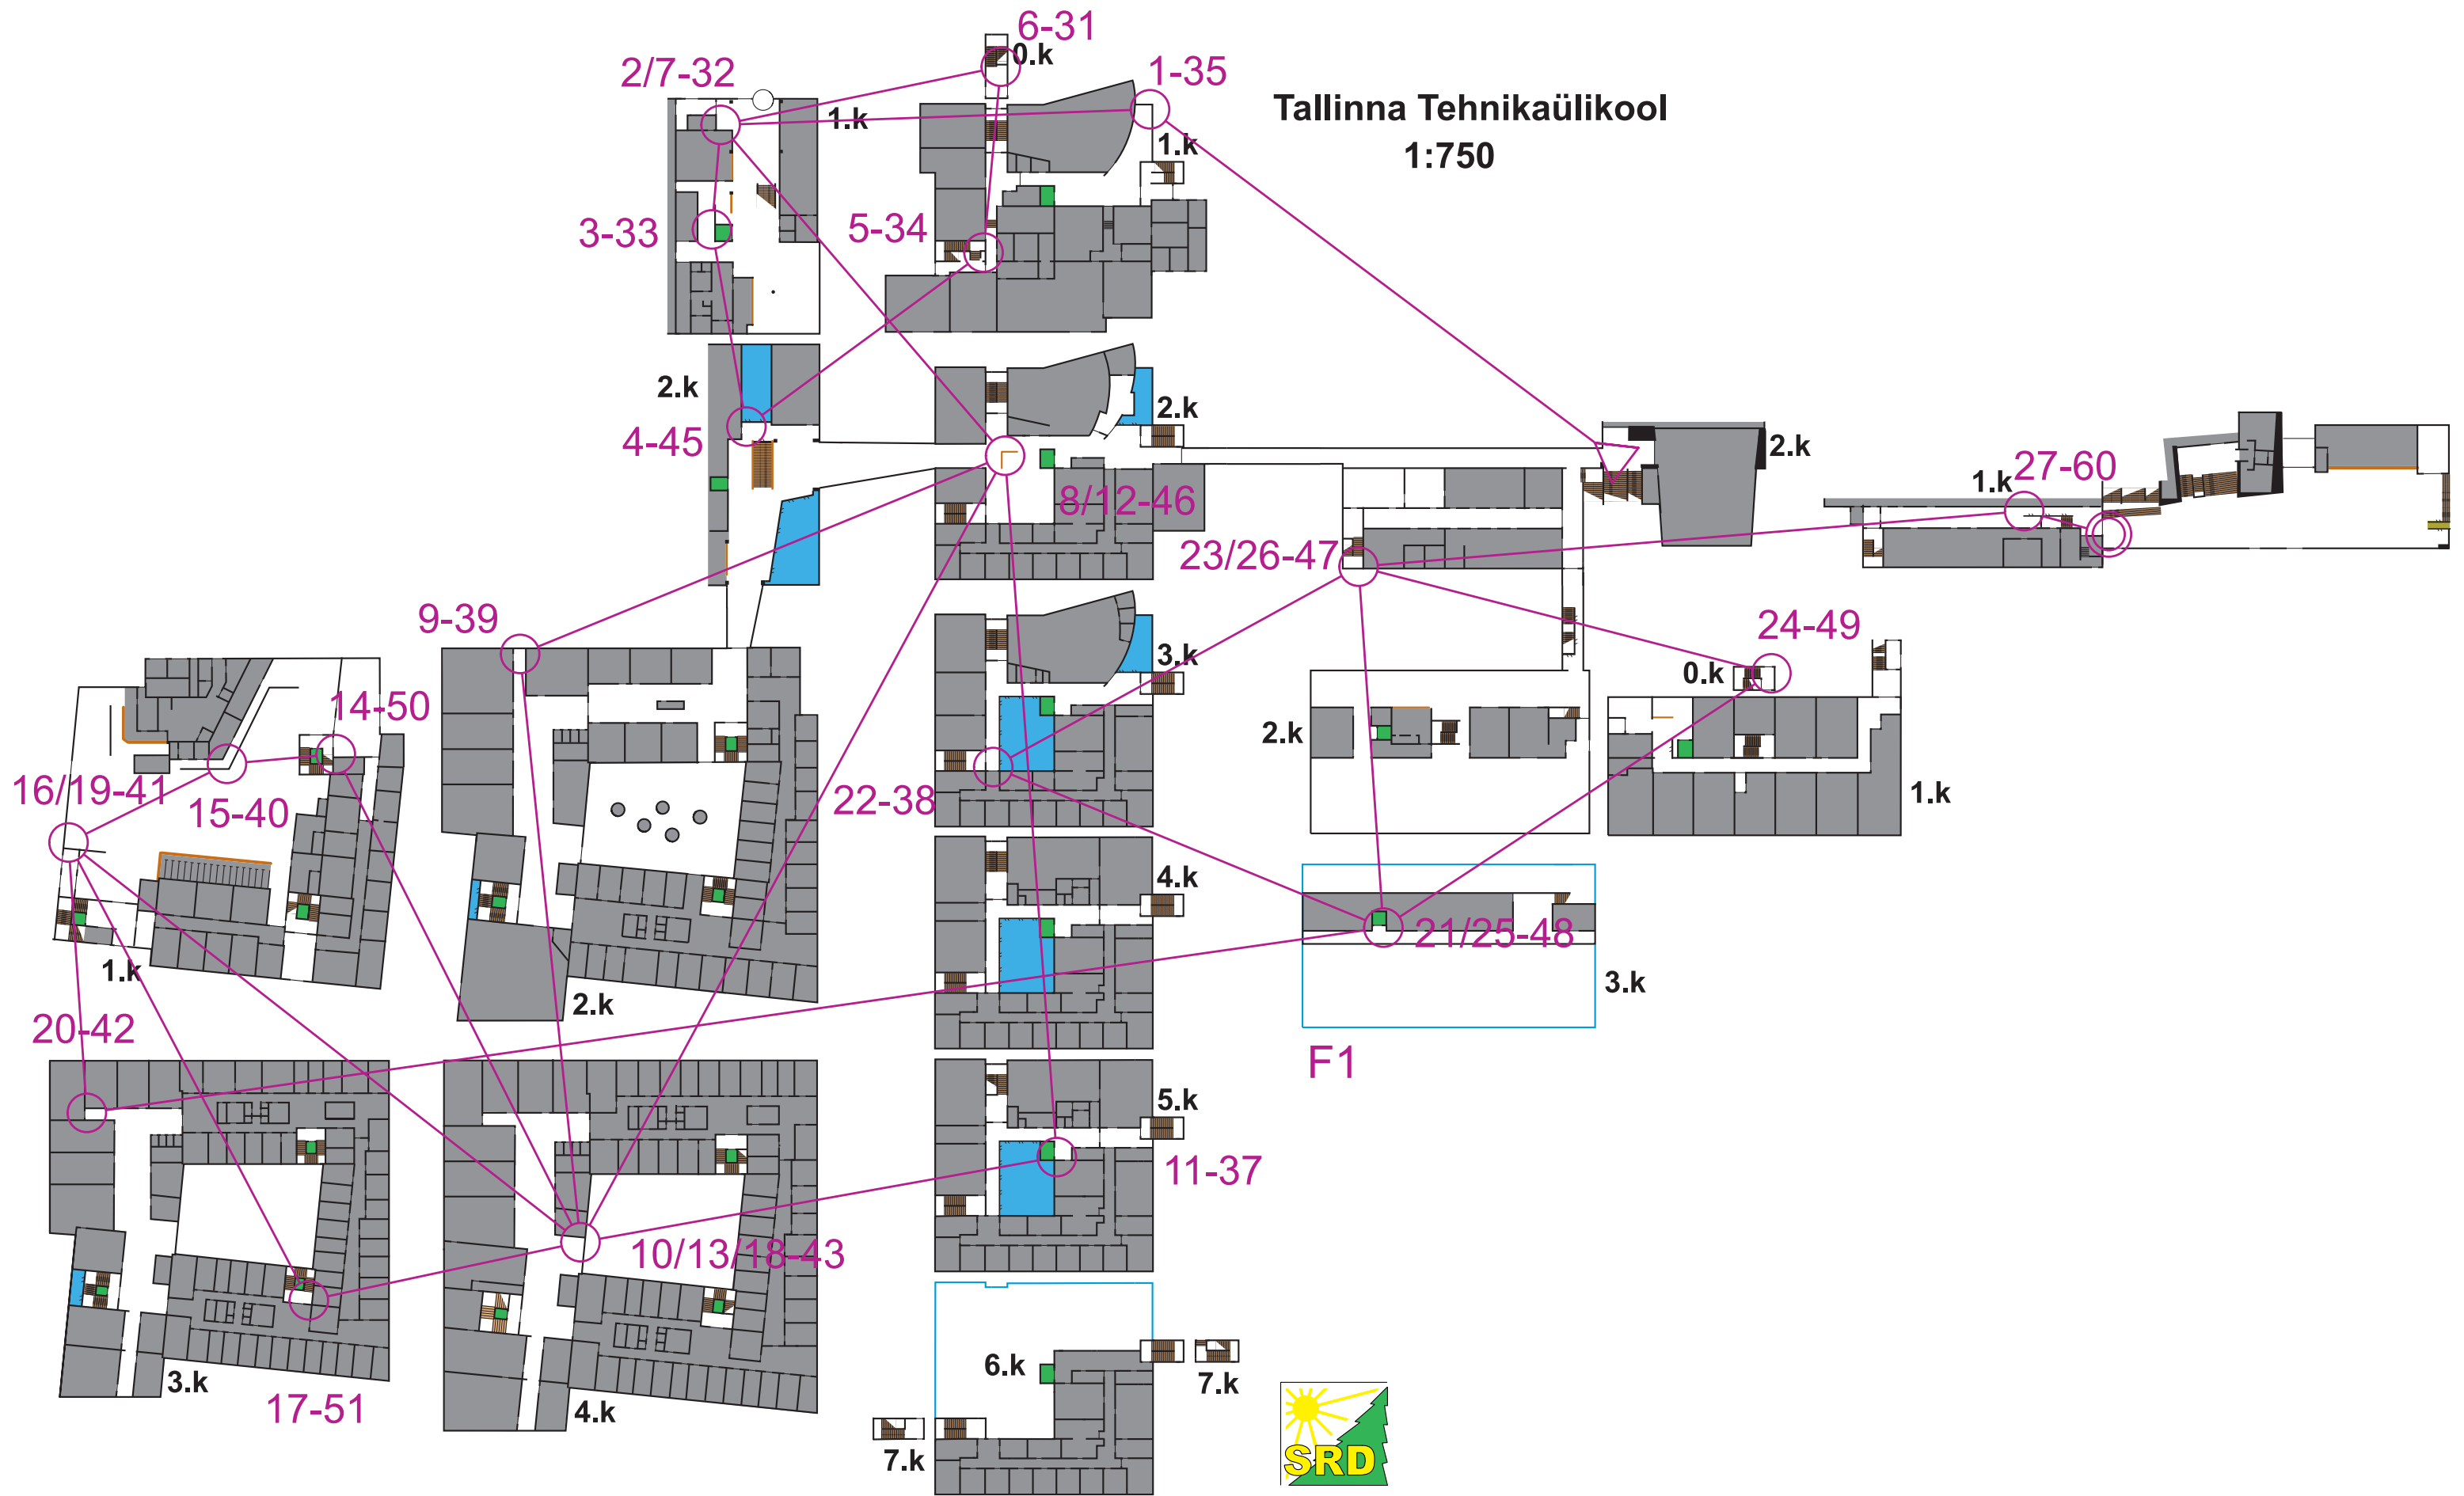 6-31
0.k
2/7-32
1-35
1.k
Tallinna Tehnikaülikool
1:750
1.k
3-33
5-34
2.k
4-45
2.k
2.k
27-60
1.k
8/12-46
23/26-47
9-39
24-49
3.k
0.k
14-50
2.k
16/19-41
15-40
22-38
1.k
4.k
21/25-48
1.k
2.k
3.k
20-42
F1
5.k
11-37
10/13/18-43
6.k
3.k
7.k
17-51
4.k
7.k
SRD